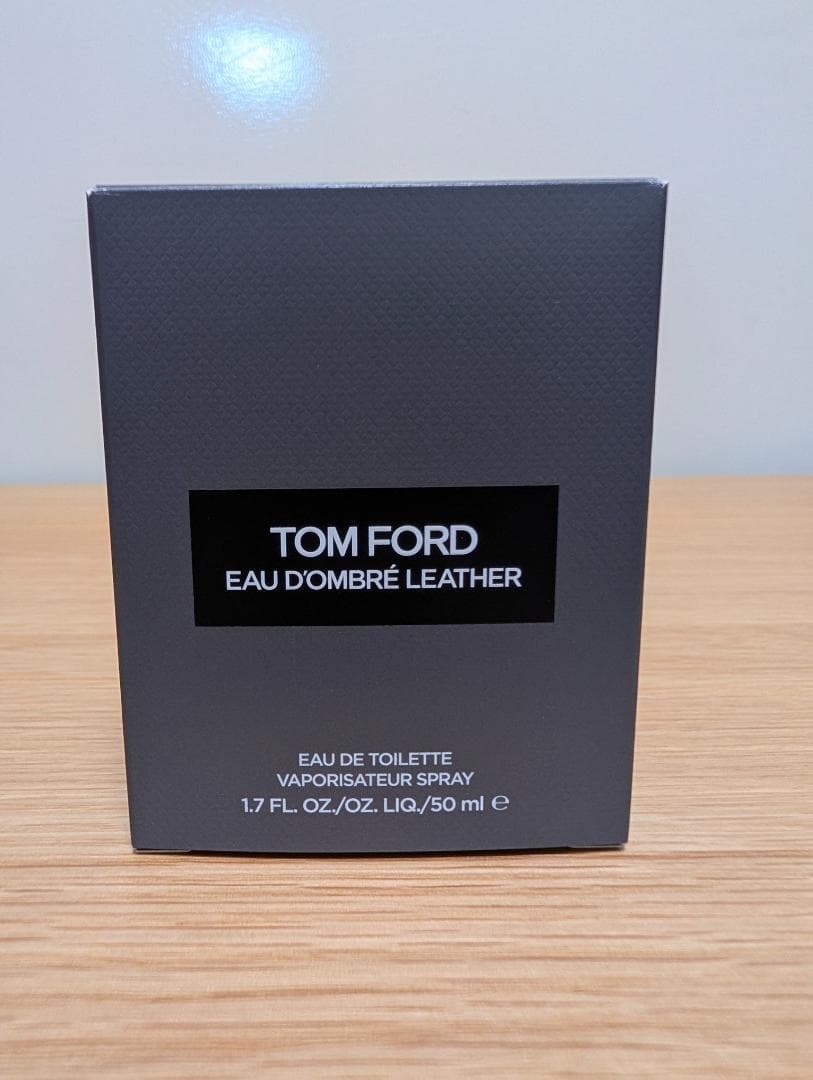 TOM FORD
EAU D'OMBRÉ LEATHER
EAU DE TOILETTE
VAPORISATEUR SPRAY
1.7 FL. OZ./OZ. LIQ./50 ml ℮